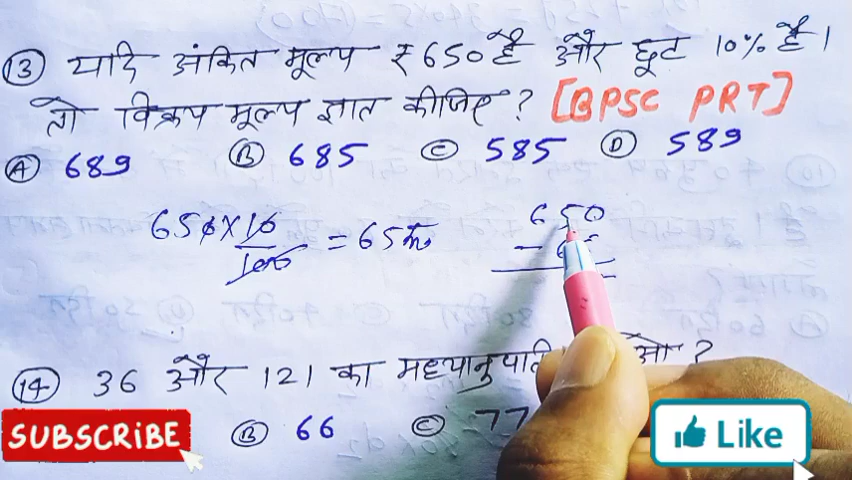 (13) यदि अंकित मूल्य ₹650 है और छूट 10% है।
तो विक्रय मूल्य ज्ञात कीजिए? [BPSC PRT]
(A) 689 (B) 685 (C) 585 (D) 589
650×10/100 = 65
650
- 6
(14) 36 और 121 का मध्यानुपाति ?
(B) 66 (C) 77
SUBSCRIBE
Like